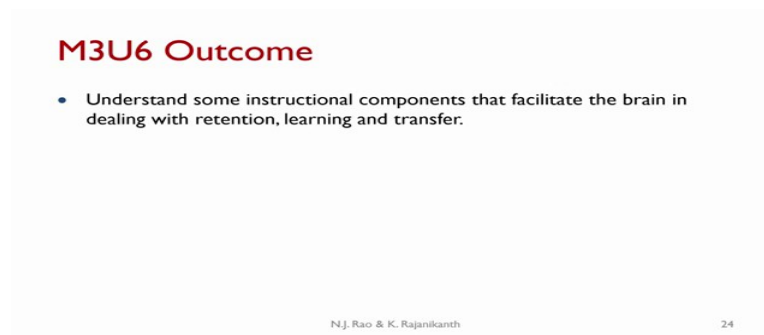 M3U6 Outcome
• Understand some instructional components that facilitate the brain in
dealing with retention, learning and transfer.
N.J. Rao & K. Rajanikanth
24